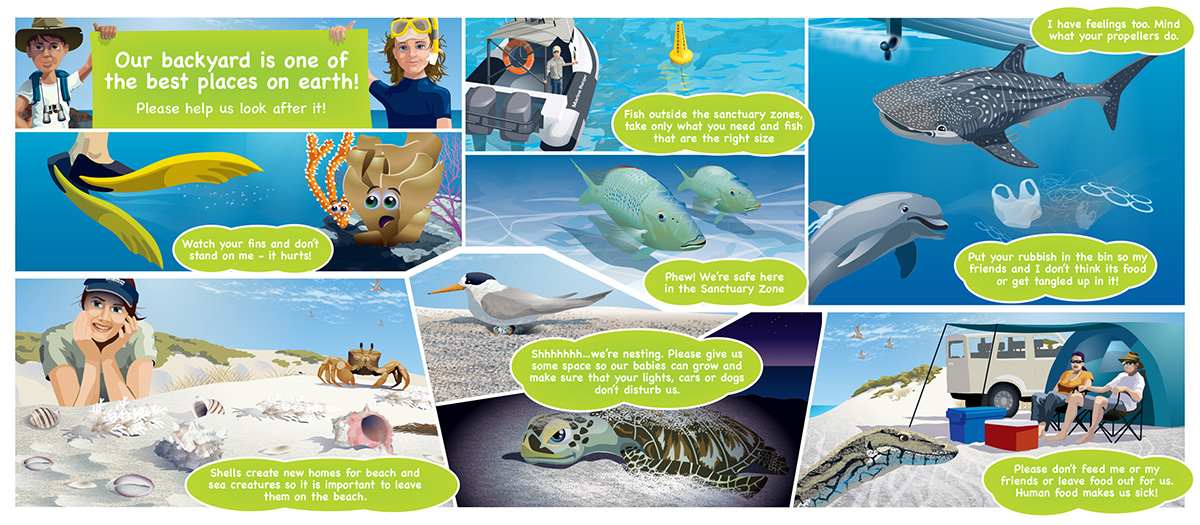 Our backyard is one of
the best places on earth!
Please help us look after it!
Fish outside the sanctuary zones,
take only what you need and fish
that are the right size
I have feelings too. Mind
what your propellers do.
Watch your fins and don't
stand on me – it hurts!
Phew! We're safe here
in the Sanctuary Zone
Put your rubbish in the bin so my
friends and I don't think its food
or get tangled up in it!
Shells create new homes for beach and
sea creatures so it is important to leave
them on the beach.
Shhhhhhh...we're nesting. Please give us
some space so our babies can grow and
make sure that your lights, cars or dogs
don't disturb us.
Please don't feed me or my
friends or leave food out for us.
Human food makes us sick!